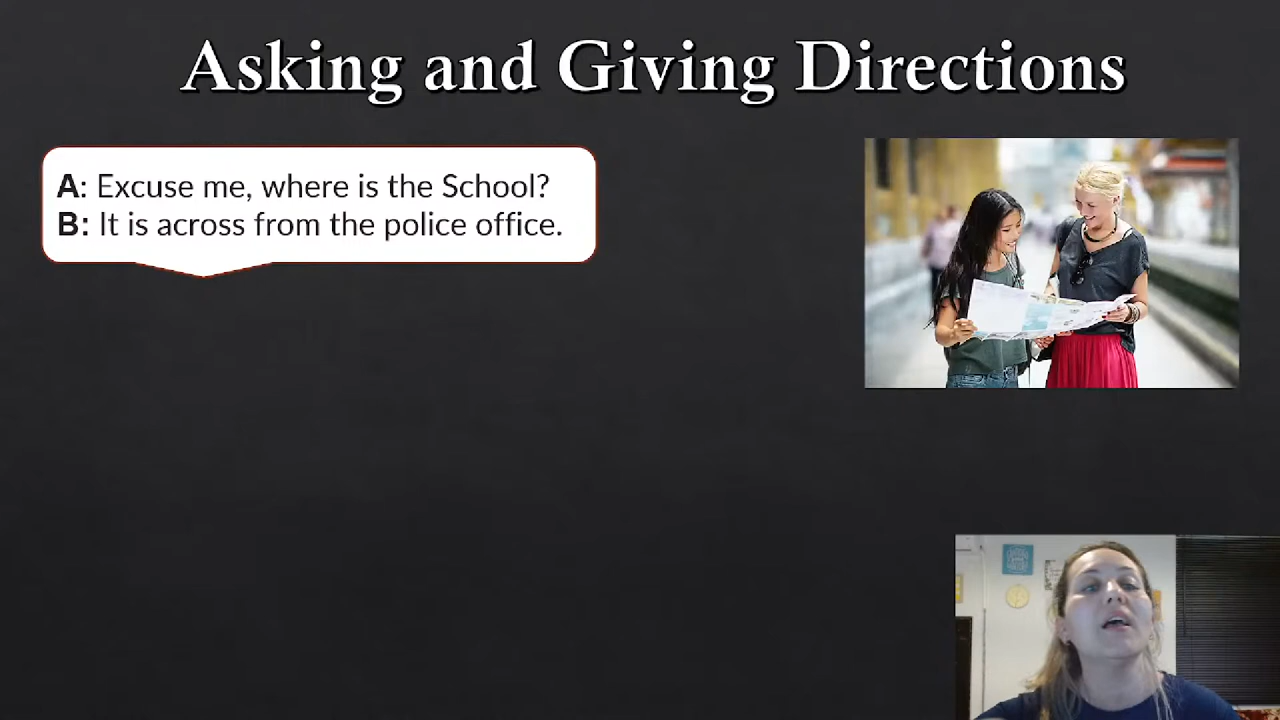 Asking and Giving Directions
A: Excuse me, where is the School?
B: It is across from the police office.